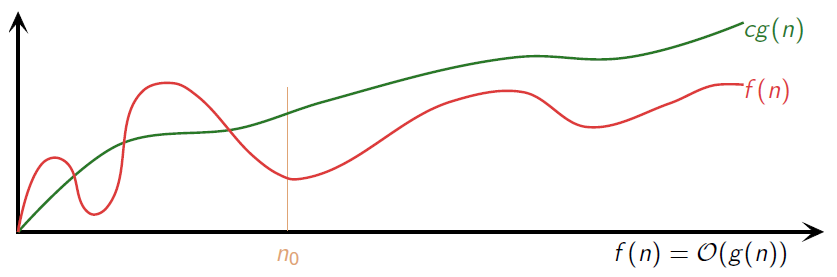 cg(n)
f(n)
n₀
f(n) = 𝒪(g(n))